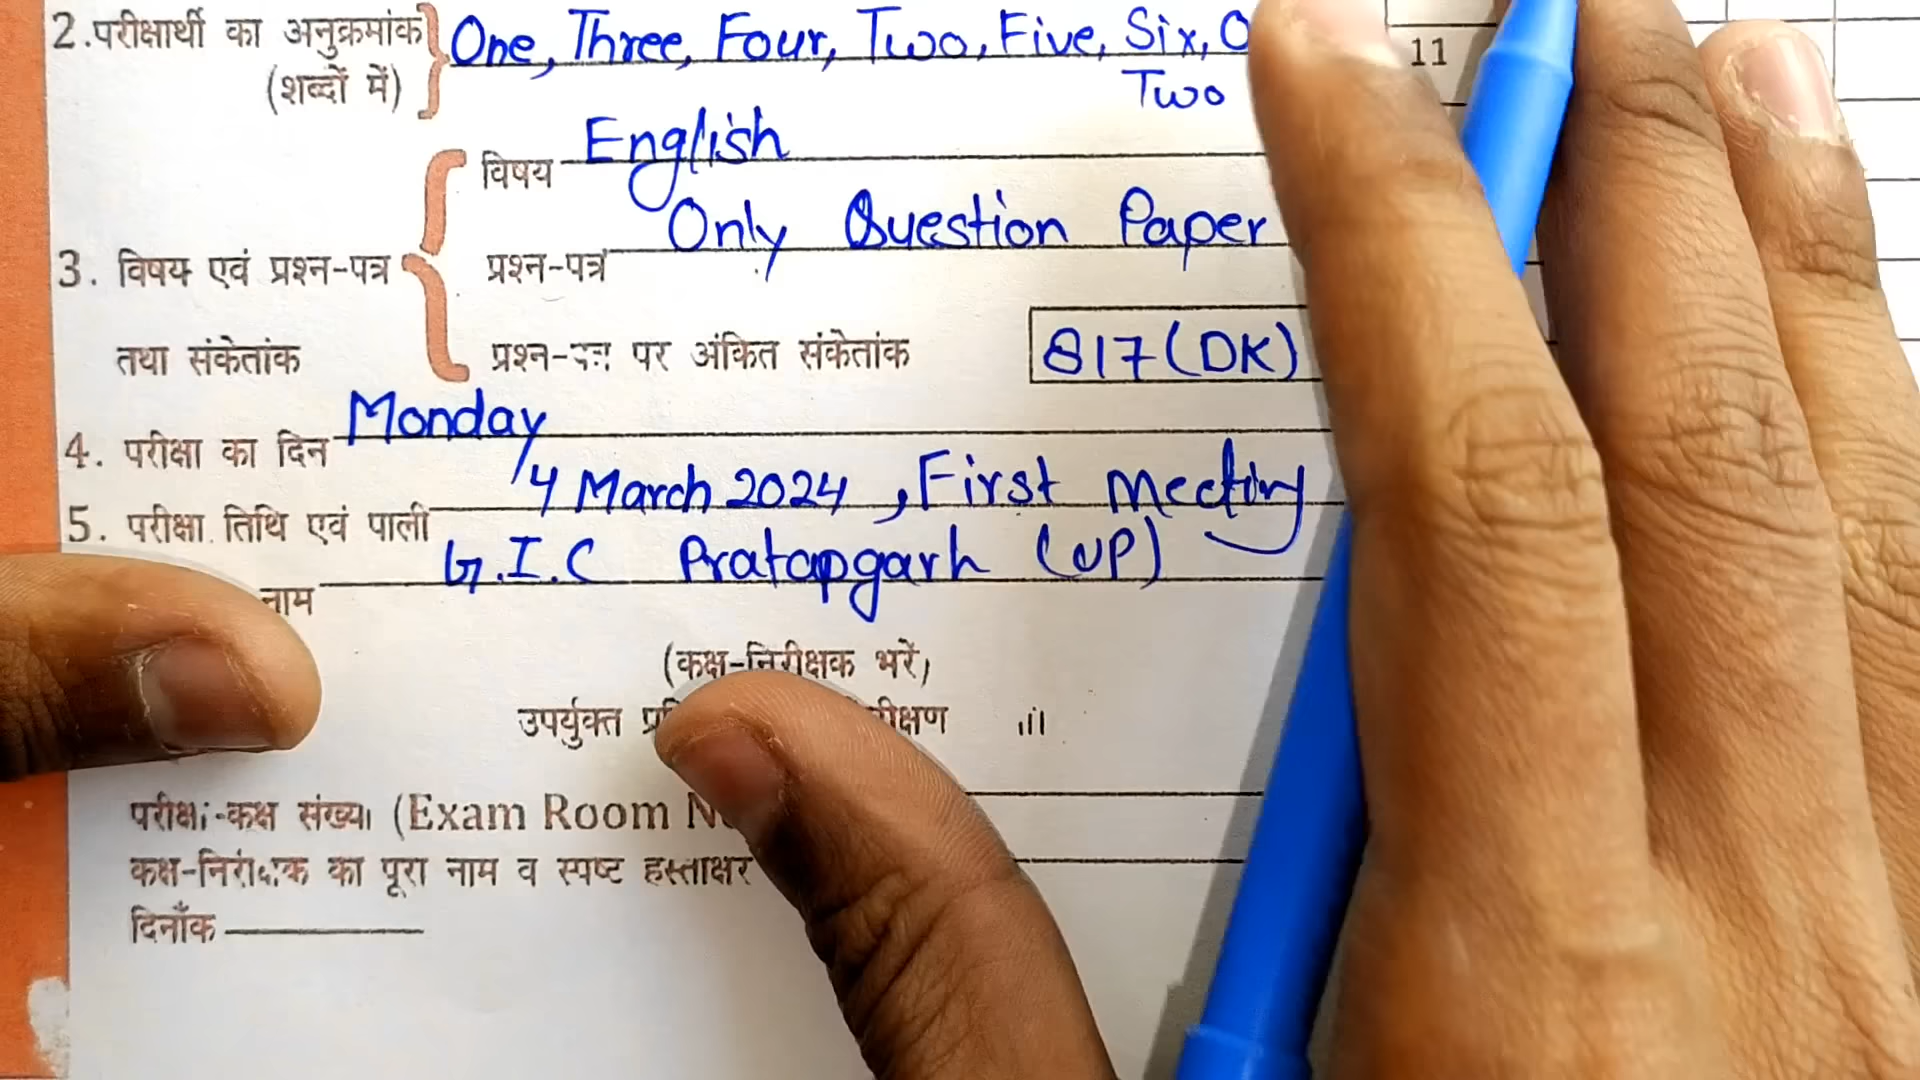 2.परीक्षार्थी का अनुक्रमांक One, Three, Four, Two, Five, Six, 11
(शब्दों में) Two
विषय English
3. विषय एवं प्रश्न-पत्र प्रश्न-पत्र Only Question Paper
तथा संकेतांक प्रश्न-पत्र पर अंकित संकेतांक 817(DK)
4. परीक्षा का दिन Monday
5. परीक्षा तिथि एवं पाली 4 March 2024, First Meeting
नाम G.I.C Pratapgarh (UP)
(कक्ष-निरीक्षक भरें)
उपर्युक्त
परीक्षा-कक्ष संख्या (Exam Room
कक्ष-निरीक्षक का पूरा नाम व स्पष्ट हस्ताक्षर
दिनाँक